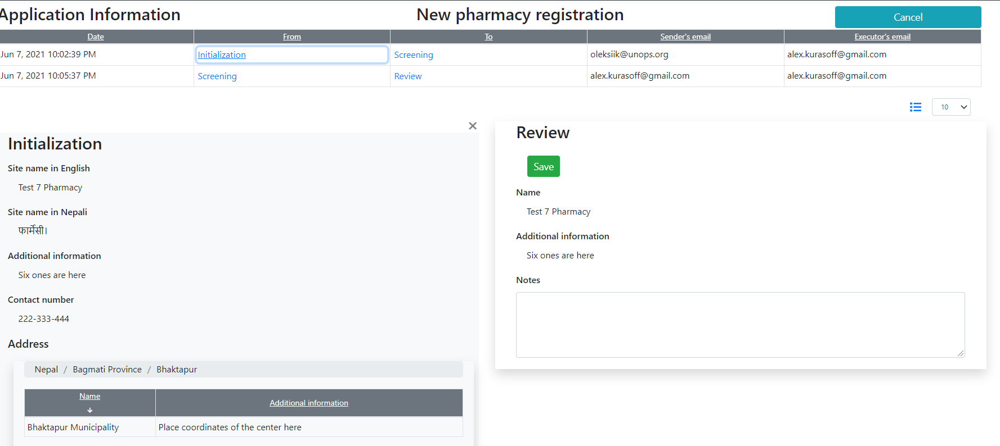 Application Information
New pharmacy registration
Cancel
Date From To Sender's email Executor's email
Jun 7, 2021 10:02:39 PM Initialization Screening oleksiik@unops.org alex.kurasoff@gmail.com
Jun 7, 2021 10:05:37 PM Screening Review alex.kurasoff@gmail.com alex.kurasoff@gmail.com
10
Initialization
Site name in English
Test 7 Pharmacy
Site name in Nepali
फार्मेसी।
Additional information
Six ones are here
Contact number
222-333-444
Address
Nepal / Bagmati Province / Bhaktapur
Name Additional information
Bhaktapur Municipality Place coordinates of the center here
Review
Save
Name
Test 7 Pharmacy
Additional information
Six ones are here
Notes